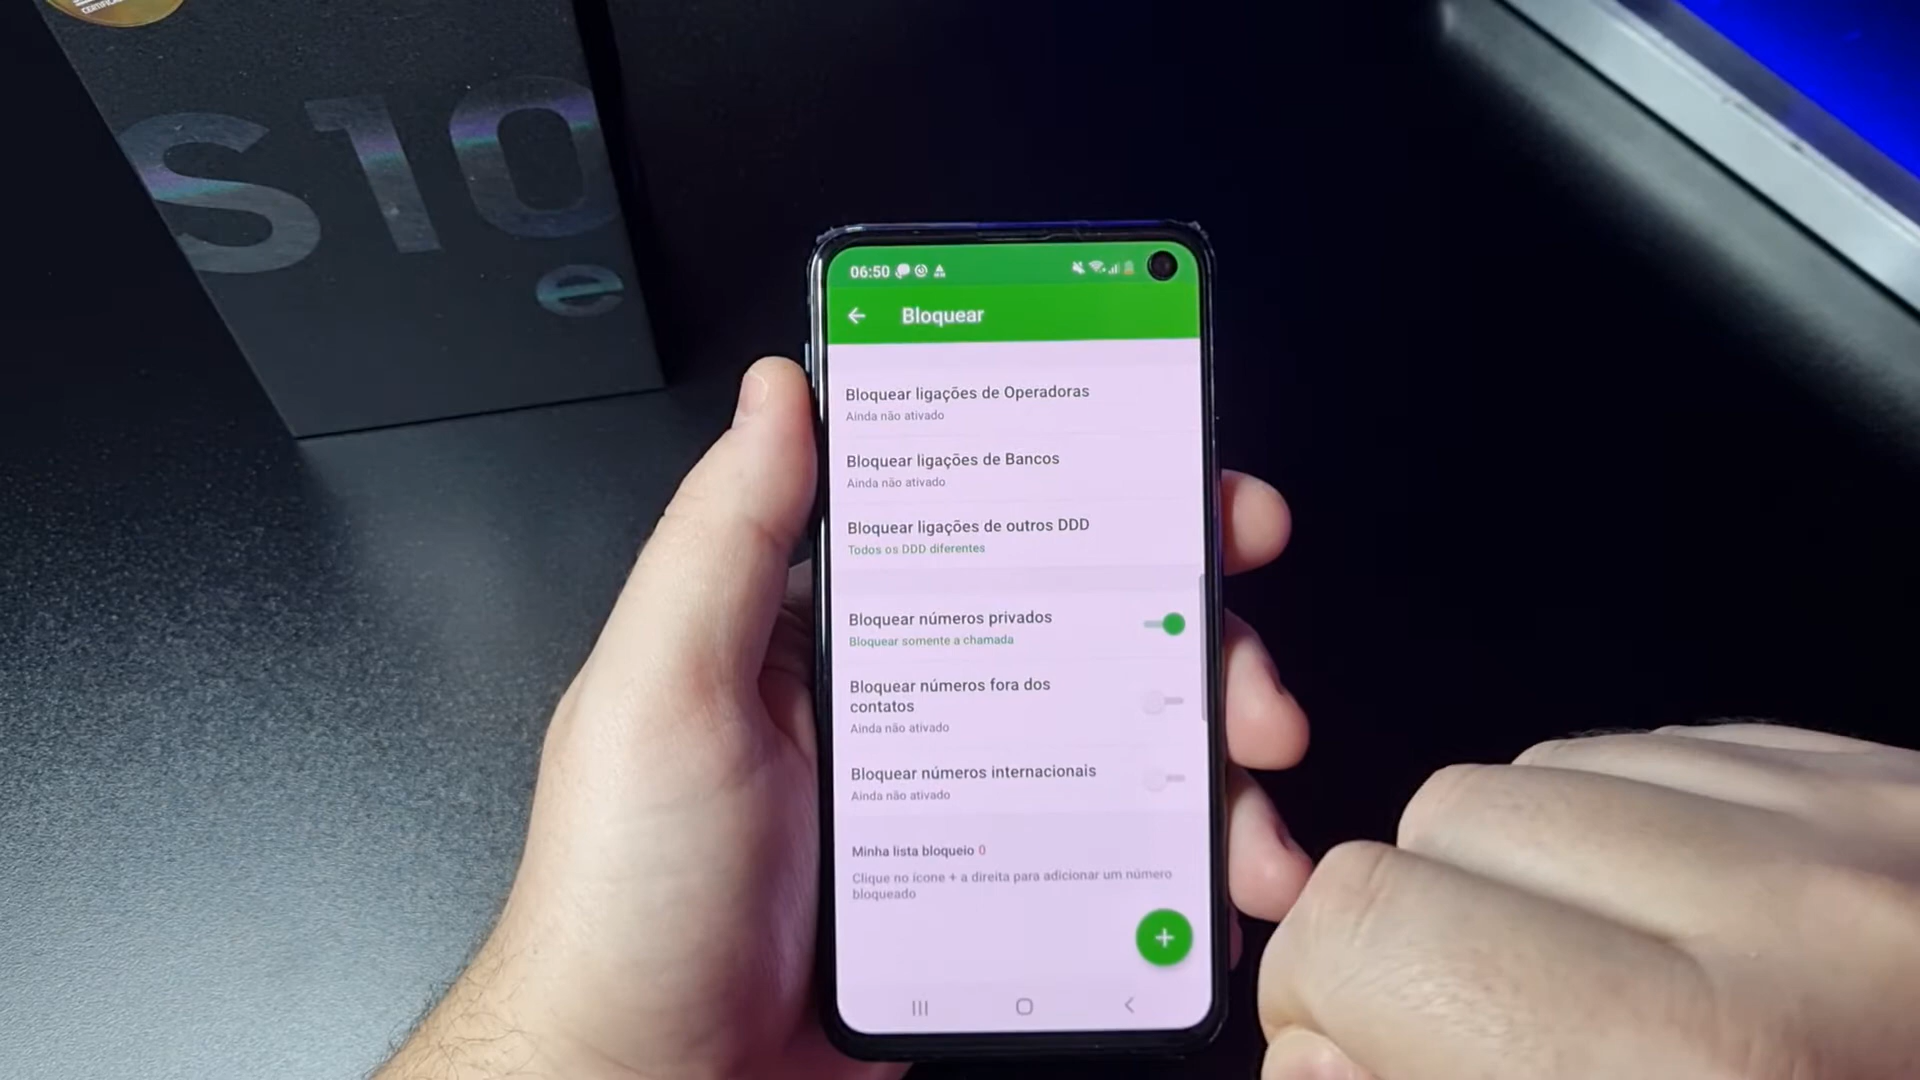 S10
e
06:50
Bloquear
Bloquear ligações de Operadoras
Ainda não ativado
Bloquear ligações de Bancos
Ainda não ativado
Bloquear ligações de outros DDD
Todos os DDD diferentes
Bloquear números privados
Bloquear somente a chamada
Bloquear números fora dos
contatos
Ainda não ativado
Bloquear números internacionais
Ainda não ativado
Minha lista bloqueio 0
Clique no ícone + a direita para adicionar um número
bloqueado